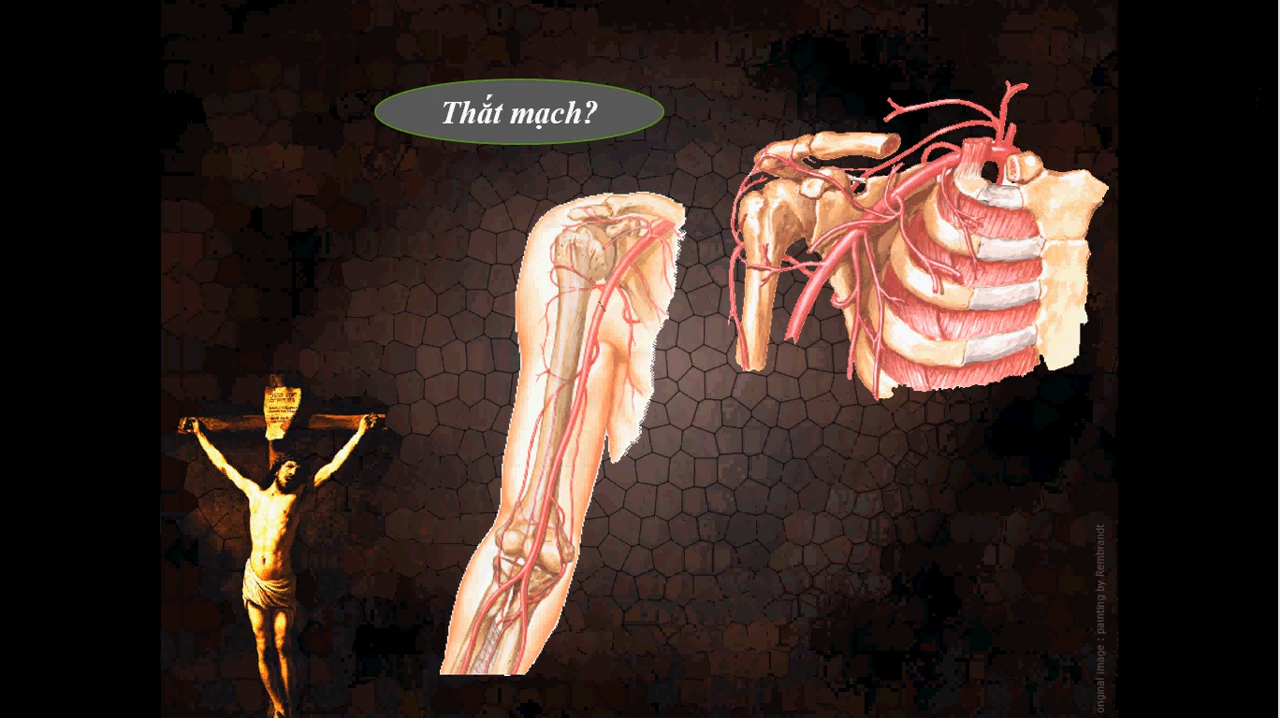 Thắt mạch?
original image : painting by Rembrandt